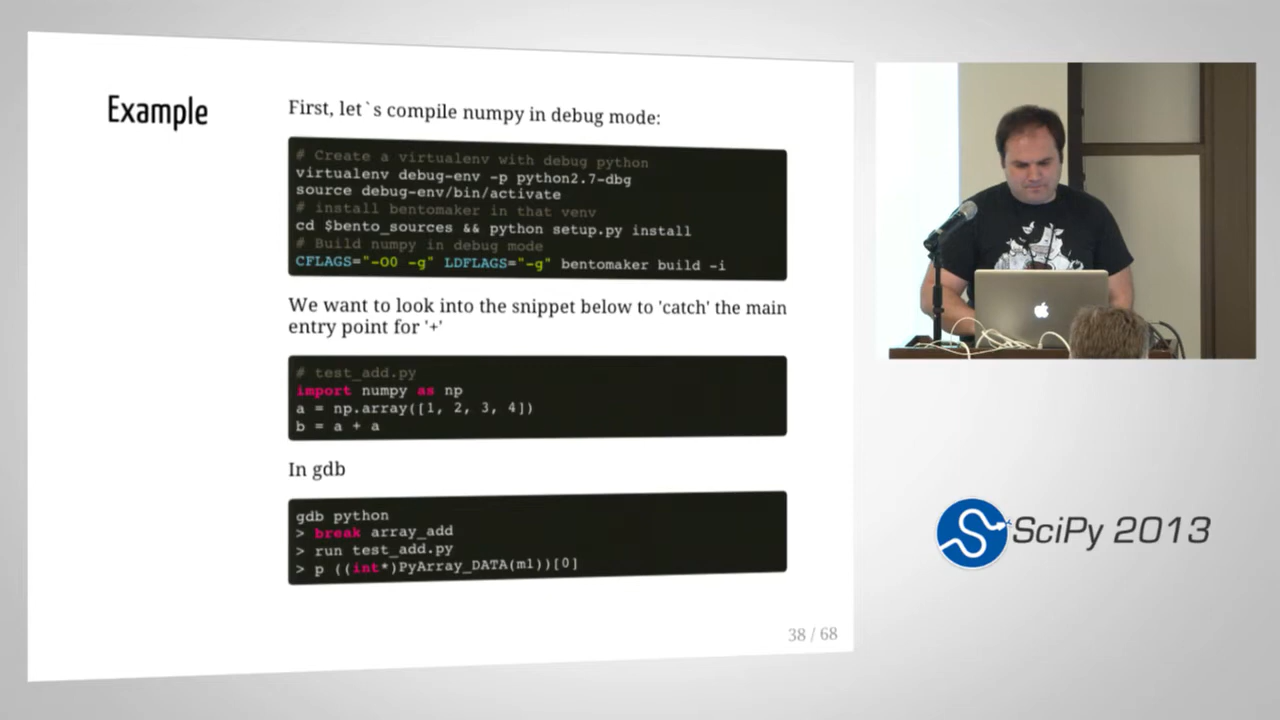 Example
First, let`s compile numpy in debug mode:
# Create a virtualenv with debug python
virtualenv debug-env -p python2.7-dbg
source debug-env/bin/activate
# install bentomaker in that venv
cd $bento_sources && python setup.py install
# Build numpy in debug mode
CFLAGS="-O0 -g" LDFLAGS="-g" bentomaker build -i
We want to look into the snippet below to 'catch' the main
entry point for '+'
# test_add.py
import numpy as np
a = np.array([1, 2, 3, 4])
b = a + a
In gdb
gdb python
> break array_add
> run test_add.py
> p ((int*)PyArray_DATA(m1))[0]
38 / 68
SciPy 2013